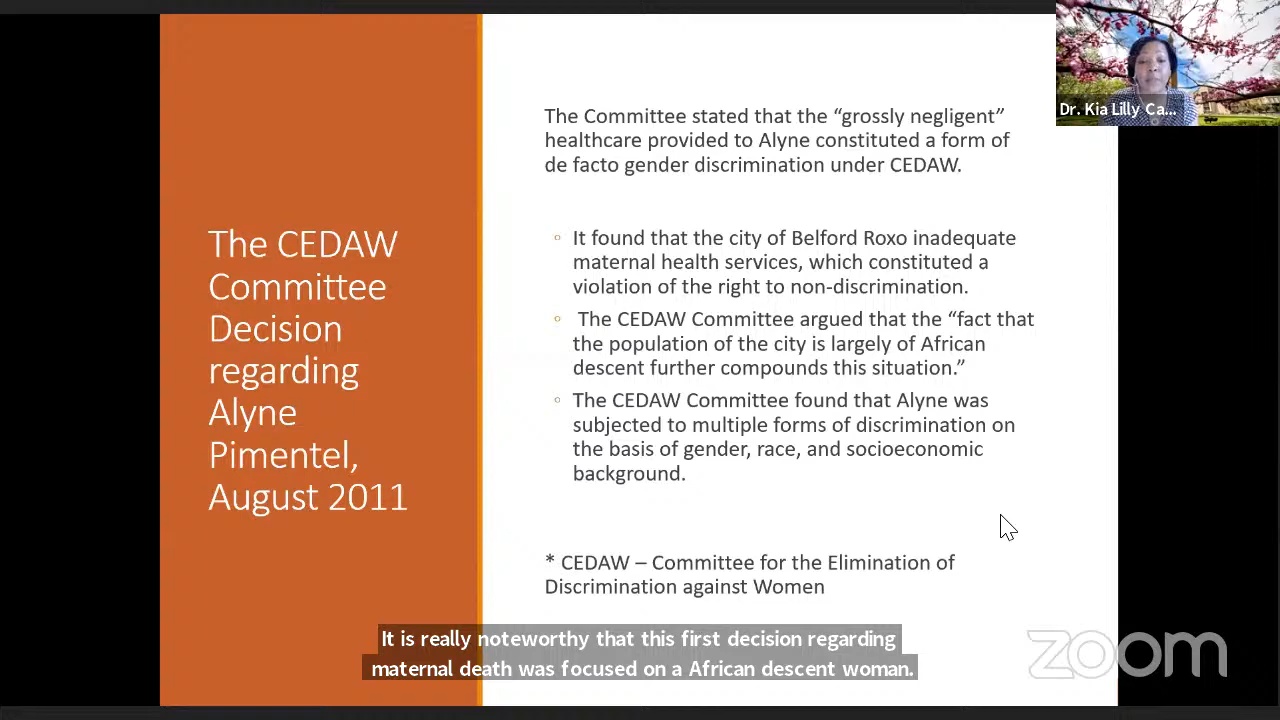 The CEDAW
Committee
Decision
regarding
Alyne
Pimentel,
August 2011
The Committee stated that the “grossly negligent”
healthcare provided to Alyne constituted a form of
de facto gender discrimination under CEDAW.
◦ It found that the city of Belford Roxo inadequate
maternal health services, which constituted a
violation of the right to non-discrimination.
◦ The CEDAW Committee argued that the “fact that
the population of the city is largely of African
descent further compounds this situation.”
◦ The CEDAW Committee found that Alyne was
subjected to multiple forms of discrimination on
the basis of gender, race, and socioeconomic
background.
* CEDAW – Committee for the Elimination of
Discrimination against Women
Dr. Kia Lilly Ca...
It is really noteworthy that this first decision regarding
maternal death was focused on a African descent woman.
zoom